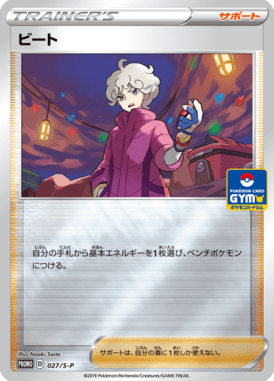 TRAINER'S サポート
ビート
POKÉMON CARD
GYM
ポケモンカードジム
自分の手札から基本エネルギーを1枚選び、ベンチポケモン
につける。
Illus. Naoki Saito
PROMO D 027/S-P
サポートは、自分の番に1枚しか使えない。
©2019 Pokémon/Nintendo/Creatures/GAME FREAK.